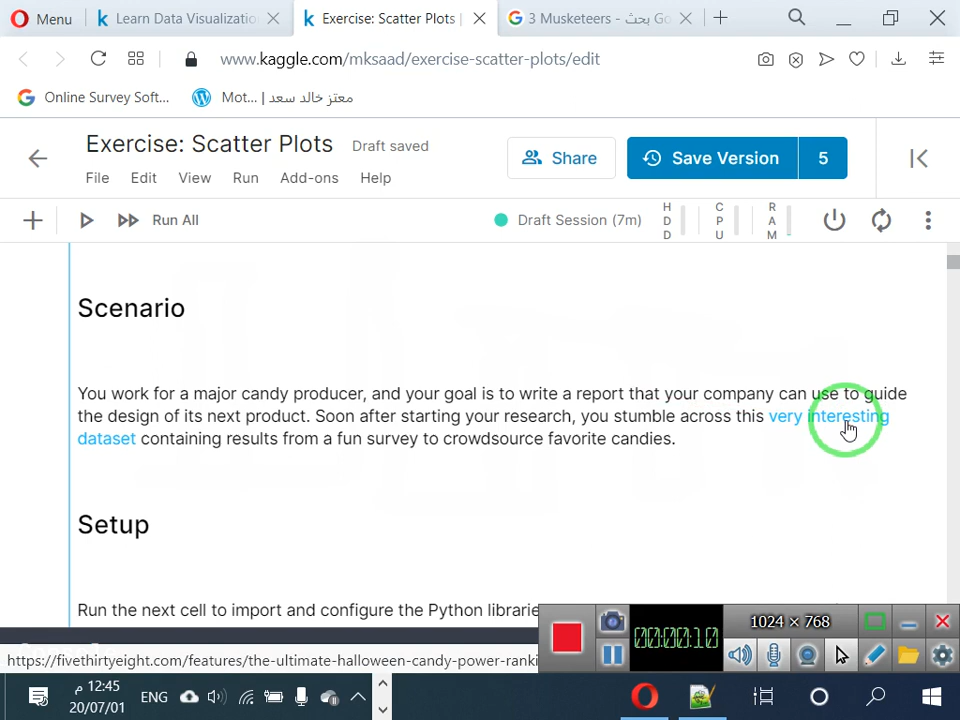 Menu
Learn Data Visualizatio
Exercise: Scatter Plots |
3 Musketeers - بحث Go
www.kaggle.com/mksaad/exercise-scatter-plots/edit
Online Survey Soft...
Mot... | معتز خالد سعد
Exercise: Scatter Plots
Draft saved
Share
Save Version
5
File
Edit
View
Run
Add-ons
Help
Run All
Draft Session (7m)
HDD
CPU
RAM
Scenario
You work for a major candy producer, and your goal is to write a report that your company can use to guide
the design of its next product. Soon after starting your research, you stumble across this very interesting
dataset containing results from a fun survey to crowdsource favorite candies.
Setup
Run the next cell to import and configure the Python librarie
1024 × 768
00:00:10
https://fivethirtyeight.com/features/the-ultimate-halloween-candy-power-ranki
12:45 م
ENG
20/07/01